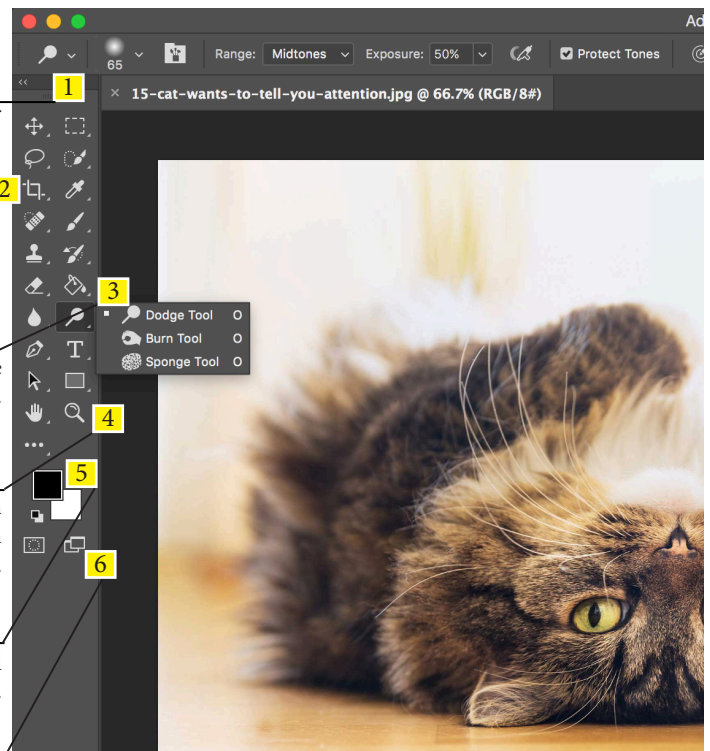 Ad
65
Range: Midtones Exposure: 50% Protect Tones
1
15-cat-wants-to-tell-you-attention.jpg @ 66.7% (RGB/8#)
2
3
Dodge Tool O
Burn Tool O
Sponge Tool O
T
4
5
6